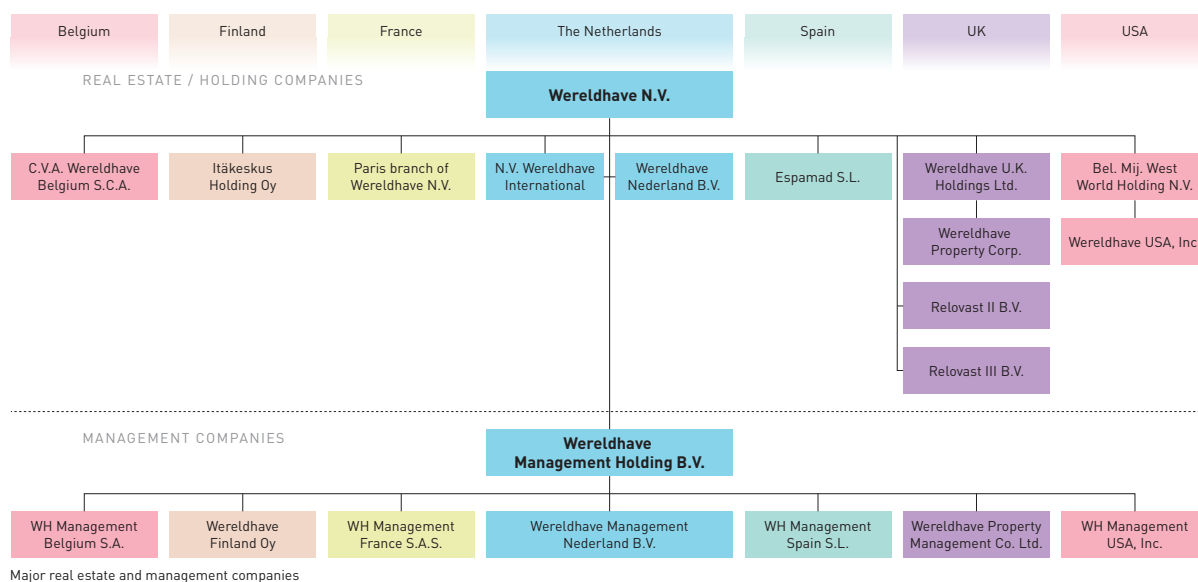 Belgium
Finland
France
The Netherlands
Spain
UK
USA
REAL ESTATE / HOLDING COMPANIES
Wereldhave N.V.
C.V.A. Wereldhave
Belgium S.C.A.
Itäkeskus
Holding Oy
Paris branch of
Wereldhave N.V.
N.V. Wereldhave
International
Wereldhave
Nederland B.V.
Espamad S.L.
Wereldhave U.K.
Holdings Ltd.
Bel. Mij. West
World Holding N.V.
Wereldhave
Property Corp.
Wereldhave USA, Inc
Relovast II B.V.
Relovast III B.V.
MANAGEMENT COMPANIES
Wereldhave
Management Holding B.V.
WH Management
Belgium S.A.
Wereldhave
Finland Oy
WH Management
France S.A.S.
Wereldhave Management
Nederland B.V.
WH Management
Spain S.L.
Wereldhave Property
Management Co. Ltd.
WH Management
USA, Inc.
Major real estate and management companies